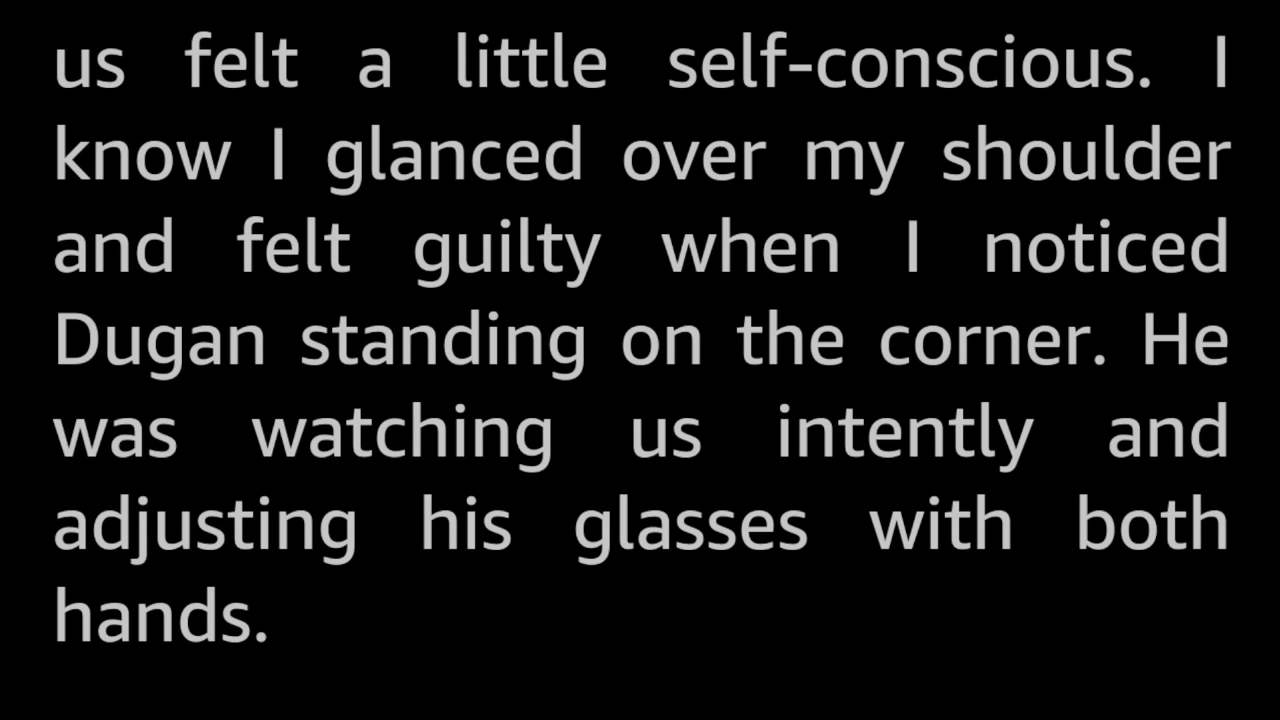 us felt a little self-conscious. I
know I glanced over my shoulder
and felt guilty when I noticed
Dugan standing on the corner. He
was watching us intently and
adjusting his glasses with both
hands.